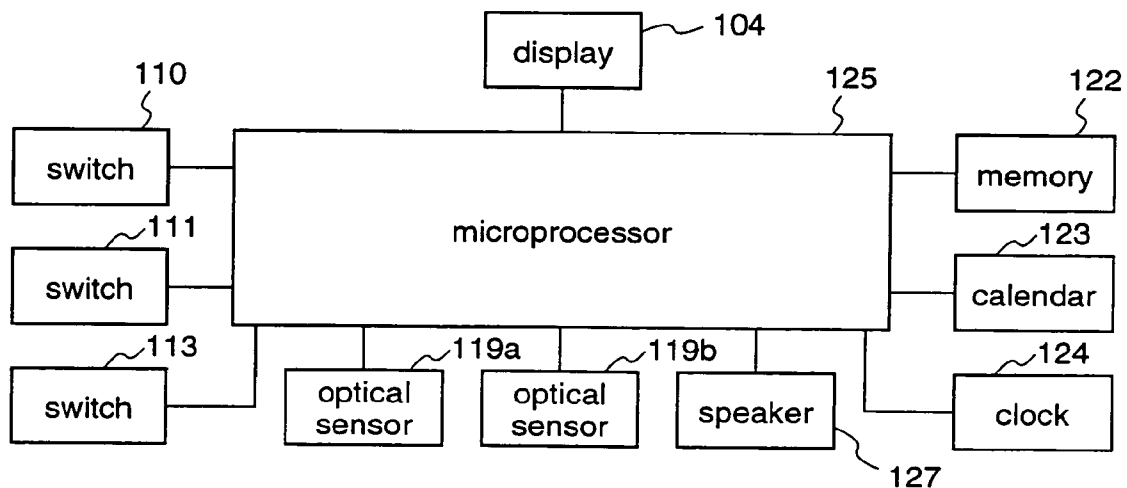 104
display
110
125
122
switch
memory
111
microprocessor
123
switch
calendar
113
119a
119b
124
switch
optical
sensor
optical
sensor
speaker
clock
127